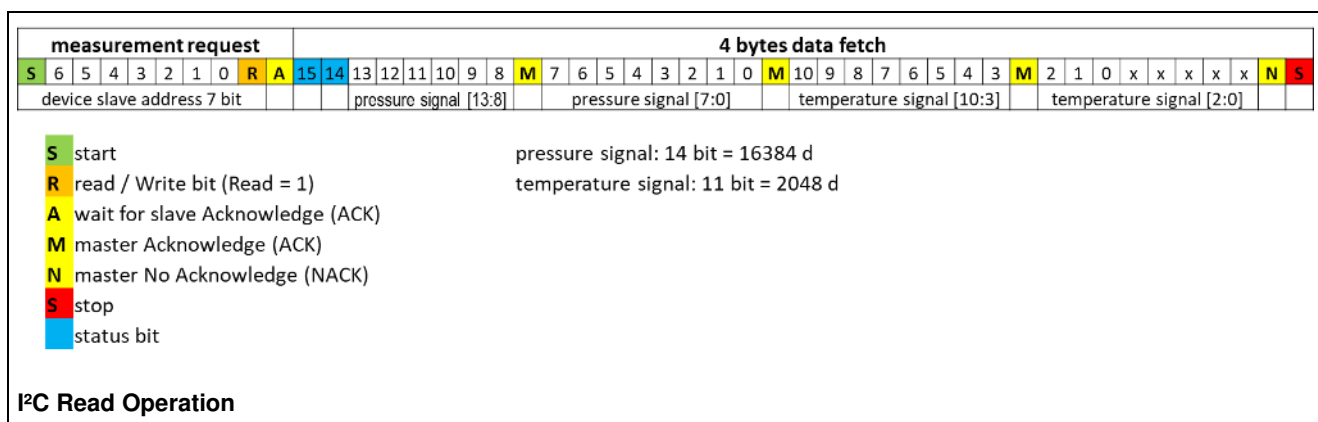 measurement request 4 bytes data fetch
S 6 5 4 3 2 1 0 R A 15 14 13 12 11 10 9 8 M 7 6 5 4 3 2 1 0 M 10 9 8 7 6 5 4 3 M 2 1 0 x x x x x N S
device slave address 7 bit pressure signal [13:8] pressure signal [7:0] temperature signal [10:3] temperature signal [2:0]
S start pressure signal: 14 bit = 16384 d
R read / Write bit (Read = 1) temperature signal: 11 bit = 2048 d
A wait for slave Acknowledge (ACK)
M master Acknowledge (ACK)
N master No Acknowledge (NACK)
S stop
status bit
I²C Read Operation